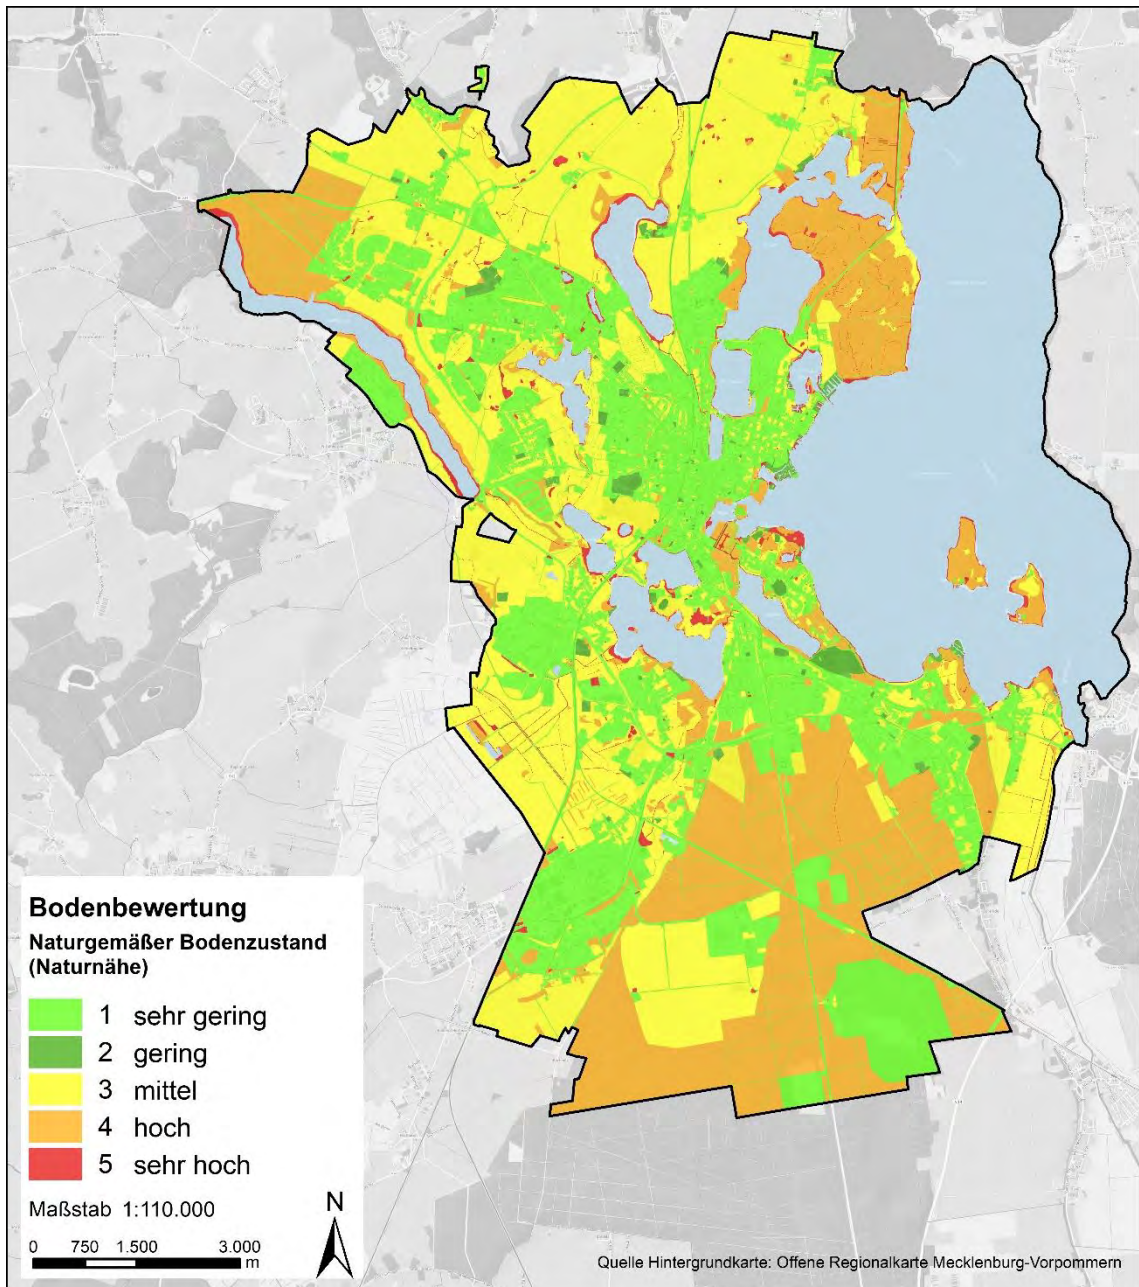 Bodenbewertung
Naturgemäßer Bodenzustand
(Naturnähe)
1 sehr gering
2 gering
3 mittel
4 hoch
5 sehr hoch
Maßstab 1:110.000
N
0 750 1.500 3.000
m
Quelle Hintergrundkarte: Offene Regionalkarte Mecklenburg-Vorpommern